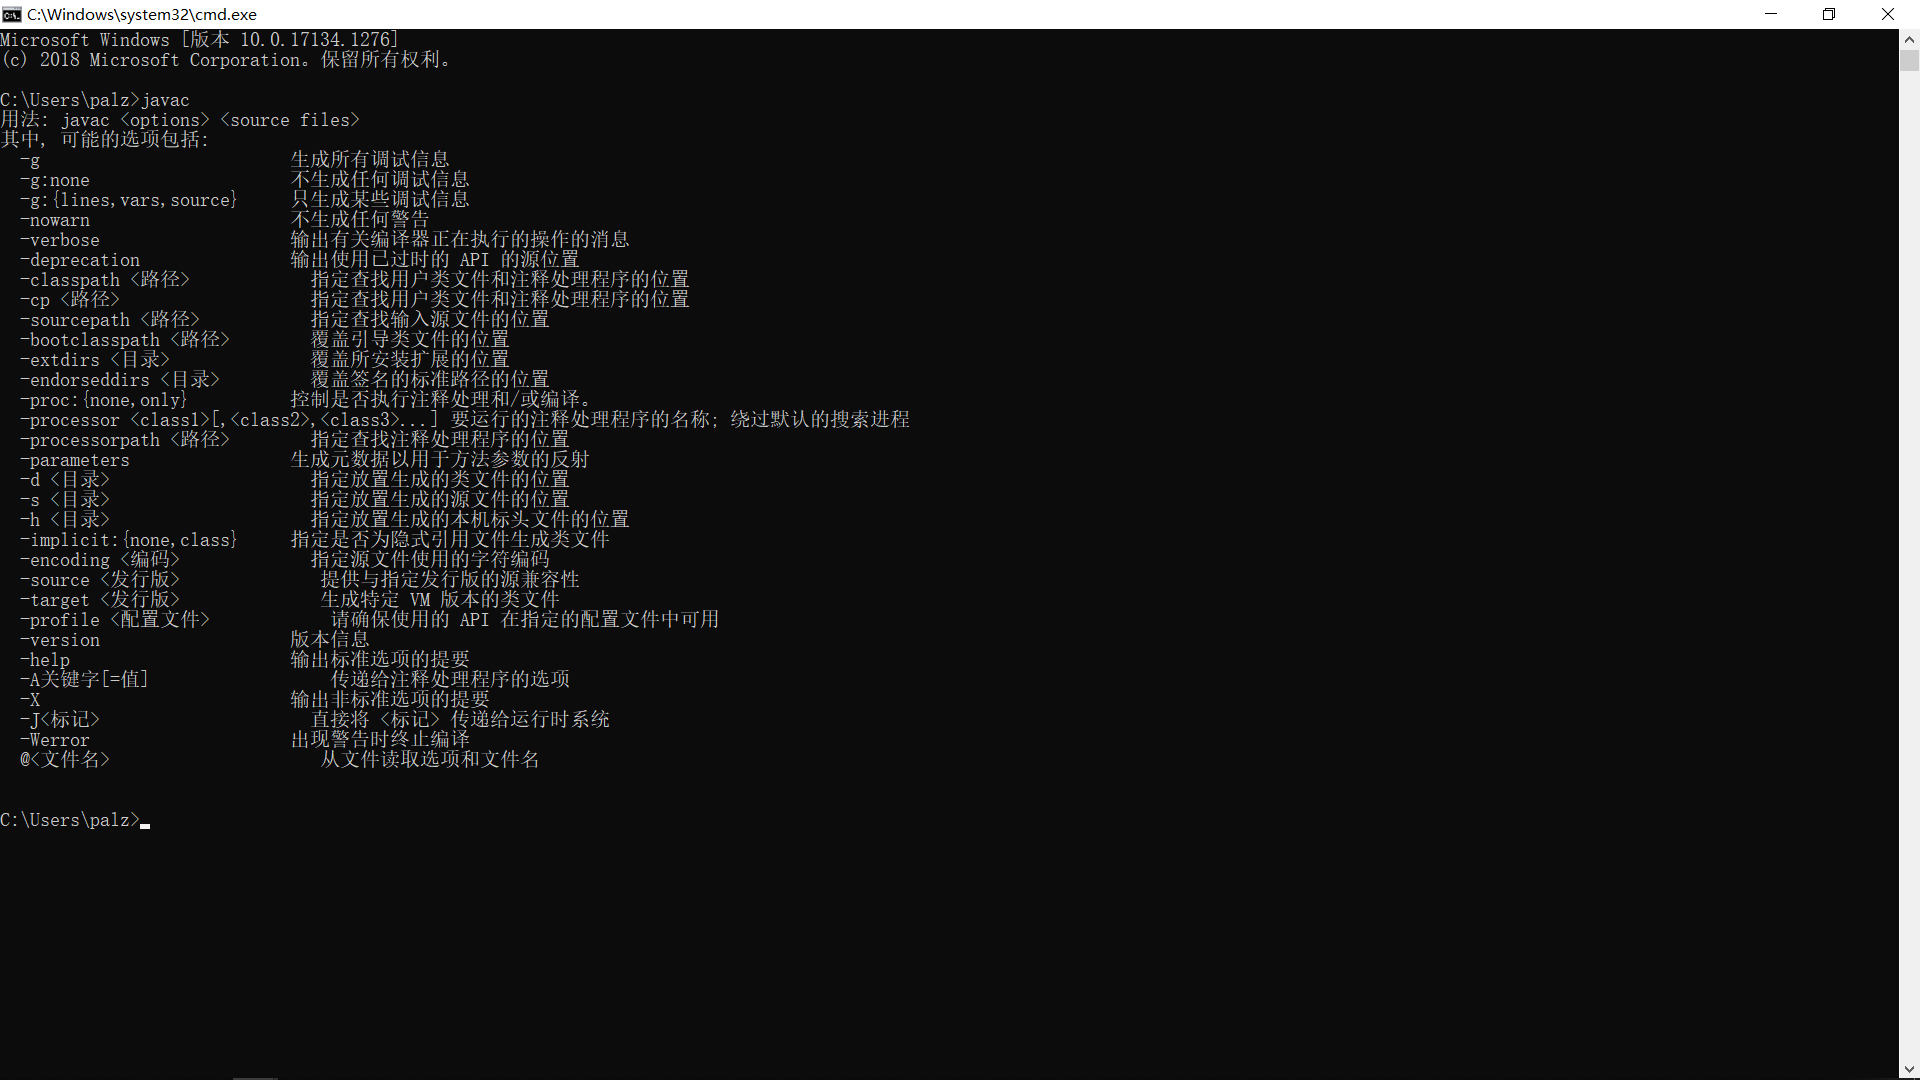 C:\Windows\system32\cmd.exe
Microsoft Windows [版本 10.0.17134.1276]
(c) 2018 Microsoft Corporation。保留所有权利。
C:\Users\palz>javac
用法: javac <options> <source files>
其中, 可能的选项包括:
-g 生成所有调试信息
-g:none 不生成任何调试信息
-g:{lines,vars,source} 只生成某些调试信息
-nowarn 不生成任何警告
-verbose 输出有关编译器正在执行的操作的消息
-deprecation 输出使用已过时的 API 的源位置
-classpath <路径> 指定查找用户类文件和注释处理程序的位置
-cp <路径> 指定查找用户类文件和注释处理程序的位置
-sourcepath <路径> 指定查找输入源文件的位置
-bootclasspath <路径> 覆盖引导类文件的位置
-extdirs <目录> 覆盖所安装扩展的位置
-endorseddirs <目录> 覆盖签名的标准路径的位置
-proc:{none,only} 控制是否执行注释处理和/或编译。
-processor <class1>[,<class2>,<class3>...] 要运行的注释处理程序的名称; 绕过默认的搜索进程
-processorpath <路径> 指定查找注释处理程序的位置
-parameters 生成元数据以用于方法参数的反射
-d <目录> 指定放置生成的类文件的位置
-s <目录> 指定放置生成的源文件的位置
-h <目录> 指定放置生成的本机标头文件的位置
-implicit:{none,class} 指定是否为隐式引用文件生成类文件
-encoding <编码> 指定源文件使用的字符编码
-source <发行版> 提供与指定发行版的源兼容性
-target <发行版> 生成特定 VM 版本的类文件
-profile <配置文件> 请确保使用的 API 在指定的配置文件中可用
-version 版本信息
-help 输出标准选项的提要
-A关键字[=值] 传递给注释处理程序的选项
-X 输出非标准选项的提要
-J<标记> 直接将 <标记> 传递给运行时系统
-Werror 出现警告时终止编译
@<文件名> 从文件读取选项和文件名
C:\Users\palz>